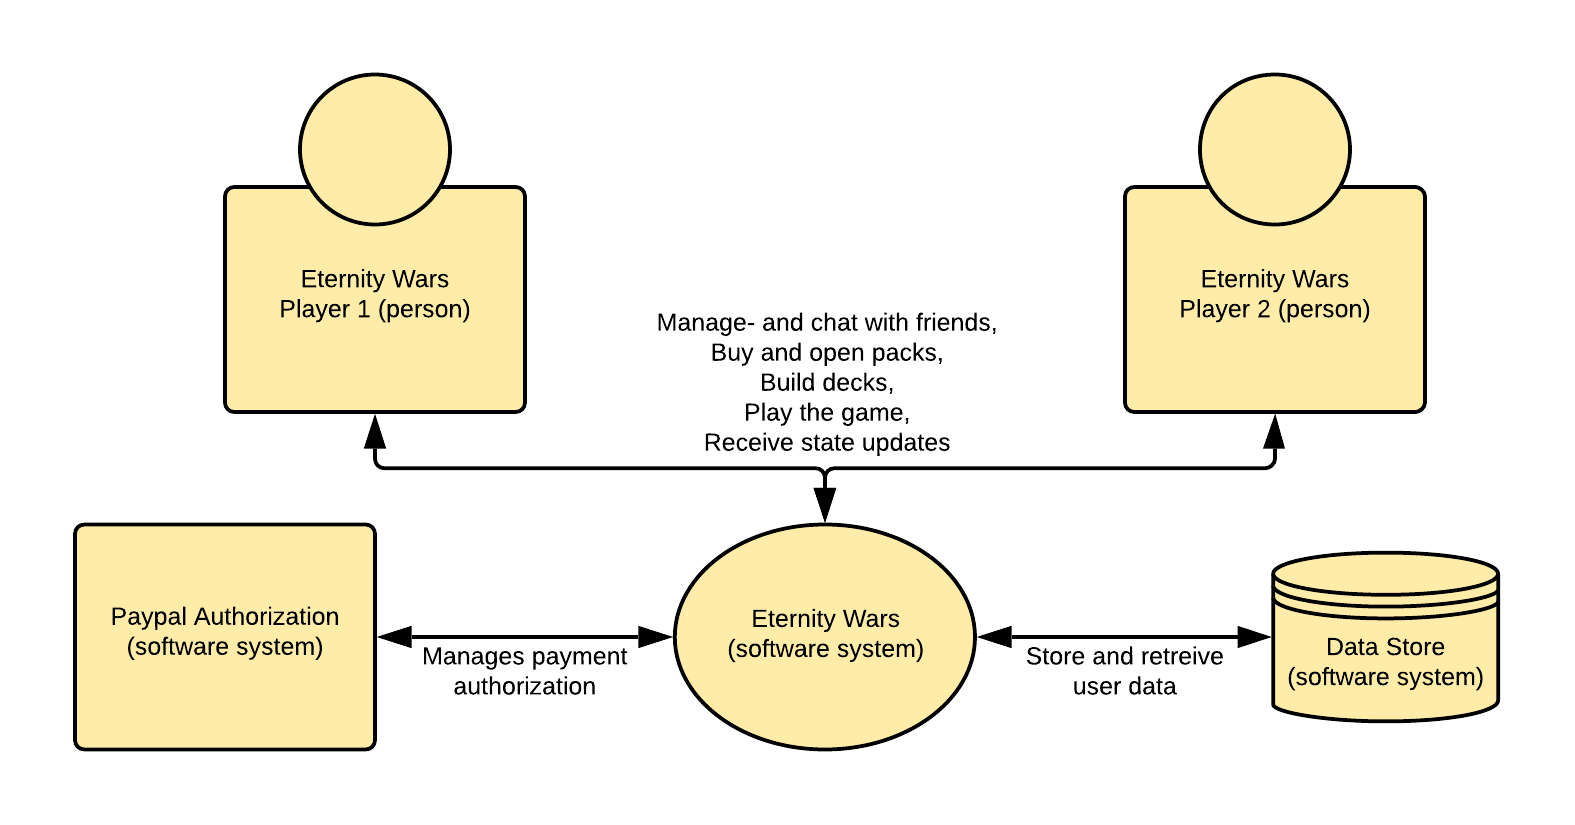 Eternity Wars
Player 1 (person)
Eternity Wars
Player 2 (person)
Manage- and chat with friends,
Buy and open packs,
Build decks,
Play the game,
Receive state updates
Paypal Authorization
(software system)
Manages payment
authorization
Eternity Wars
(software system)
Store and retreive
user data
Data Store
(software system)